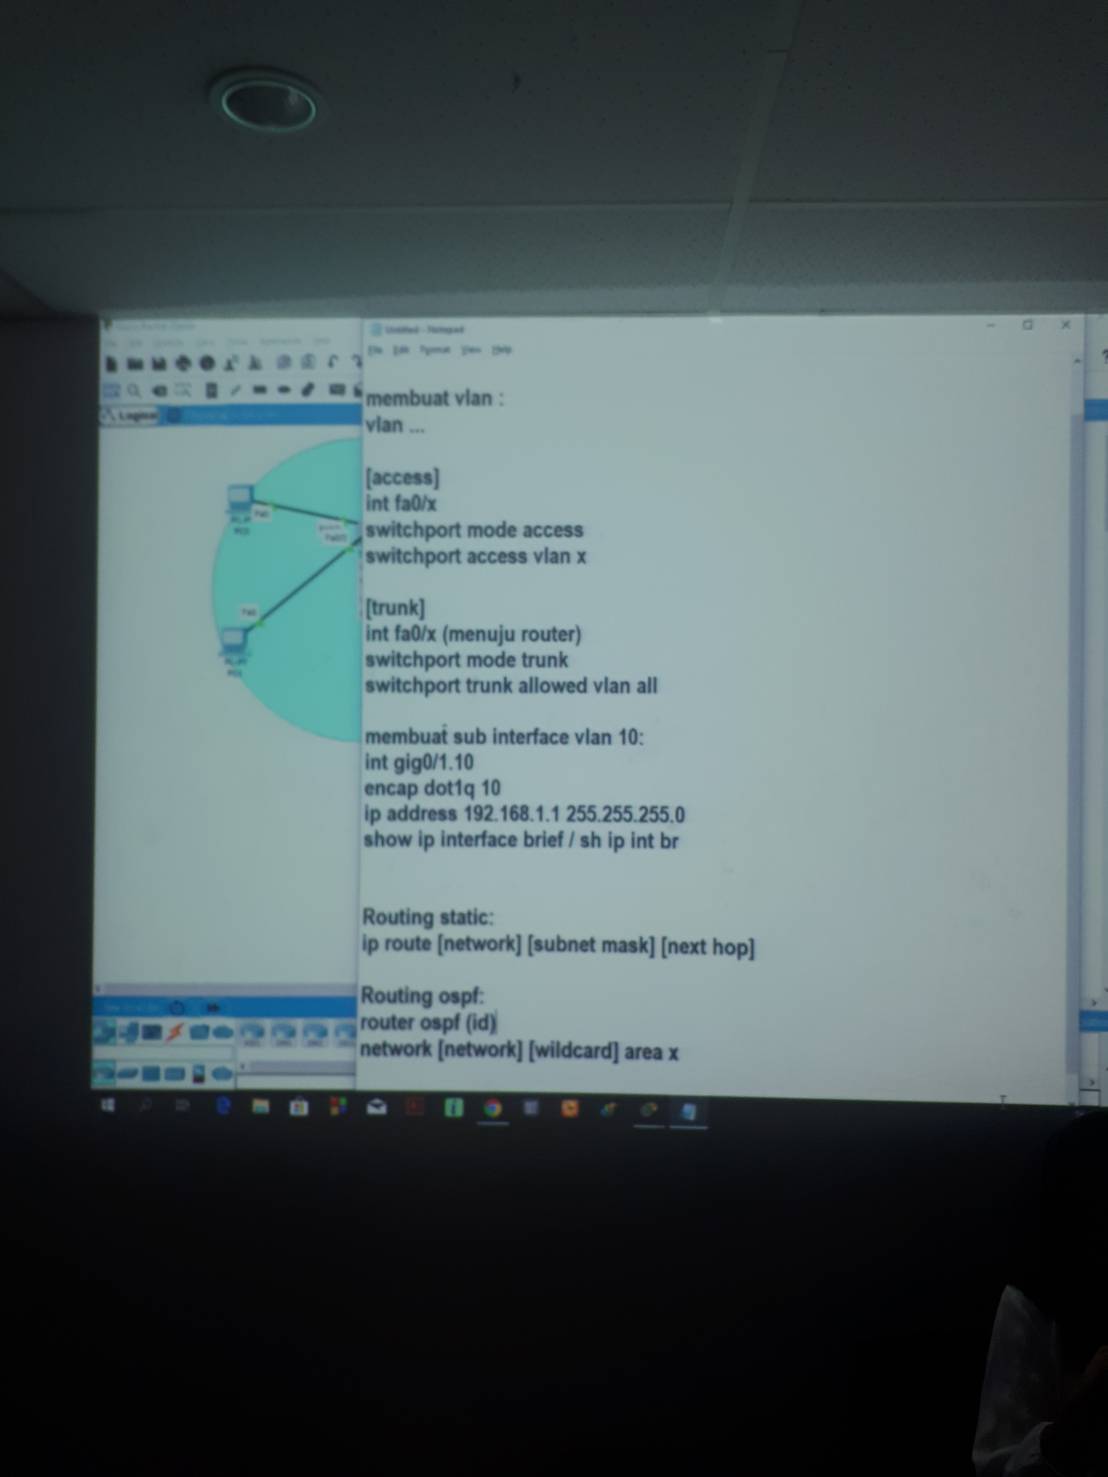 Untitled - Notepad
File Edit Format View Help
Logical
membuat vlan :
vlan ...
[access]
int fa0/x
switchport mode access
switchport access vlan x
[trunk]
int fa0/x (menuju router)
switchport mode trunk
switchport trunk allowed vlan all
membuat sub interface vlan 10:
int gig0/1.10
encap dot1q 10
ip address 192.168.1.1 255.255.255.0
show ip interface brief / sh ip int br
Routing static:
ip route [network] [subnet mask] [next hop]
Routing ospf:
router ospf (id)
network [network] [wildcard] area x